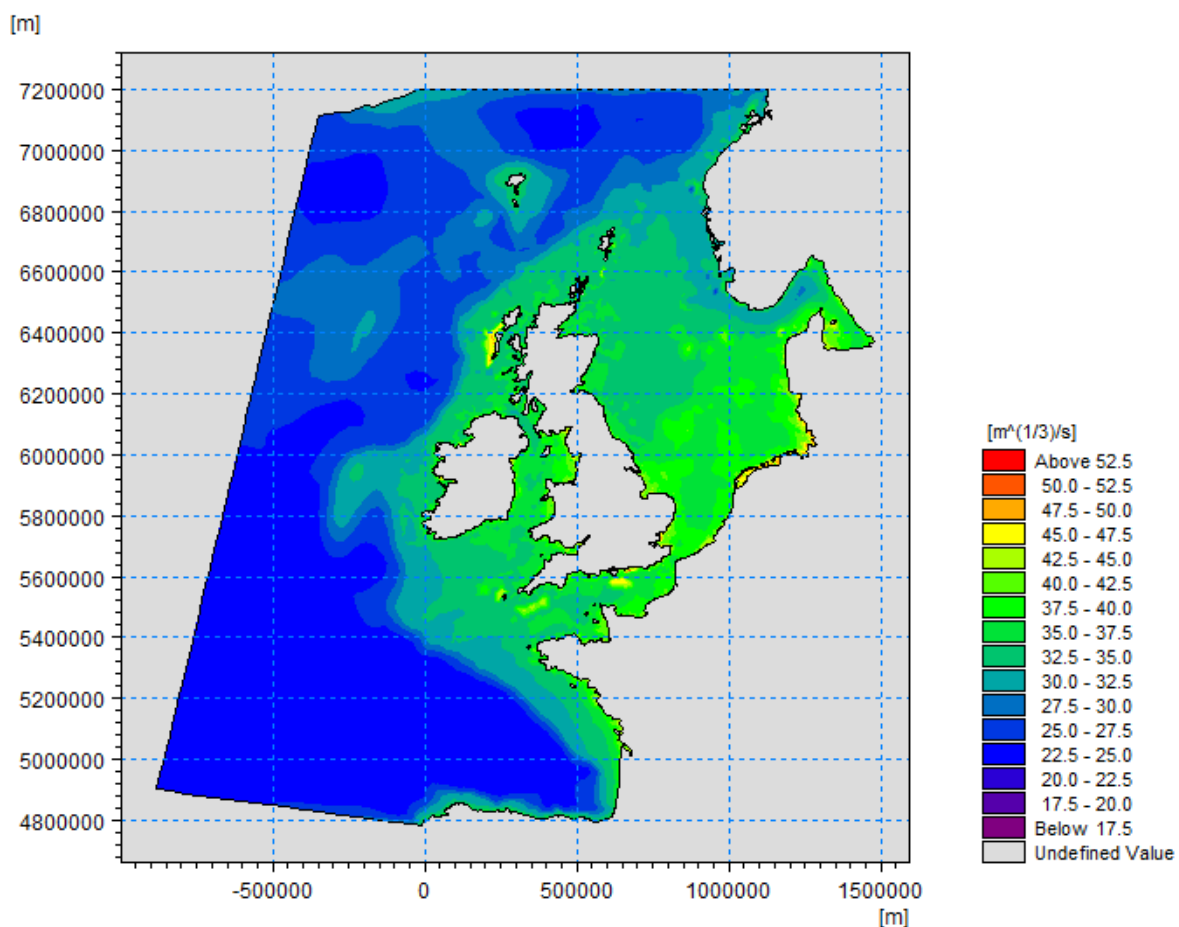 [m]
7200000
7000000
6800000
6600000
6400000
6200000
6000000
5800000
5600000
5400000
5200000
5000000
4800000
-500000 0 500000 1000000 1500000
[m]
[m^(1/3)/s]
Above 52.5
50.0 - 52.5
47.5 - 50.0
45.0 - 47.5
42.5 - 45.0
40.0 - 42.5
37.5 - 40.0
35.0 - 37.5
32.5 - 35.0
30.0 - 32.5
27.5 - 30.0
25.0 - 27.5
22.5 - 25.0
20.0 - 22.5
17.5 - 20.0
Below 17.5
Undefined Value